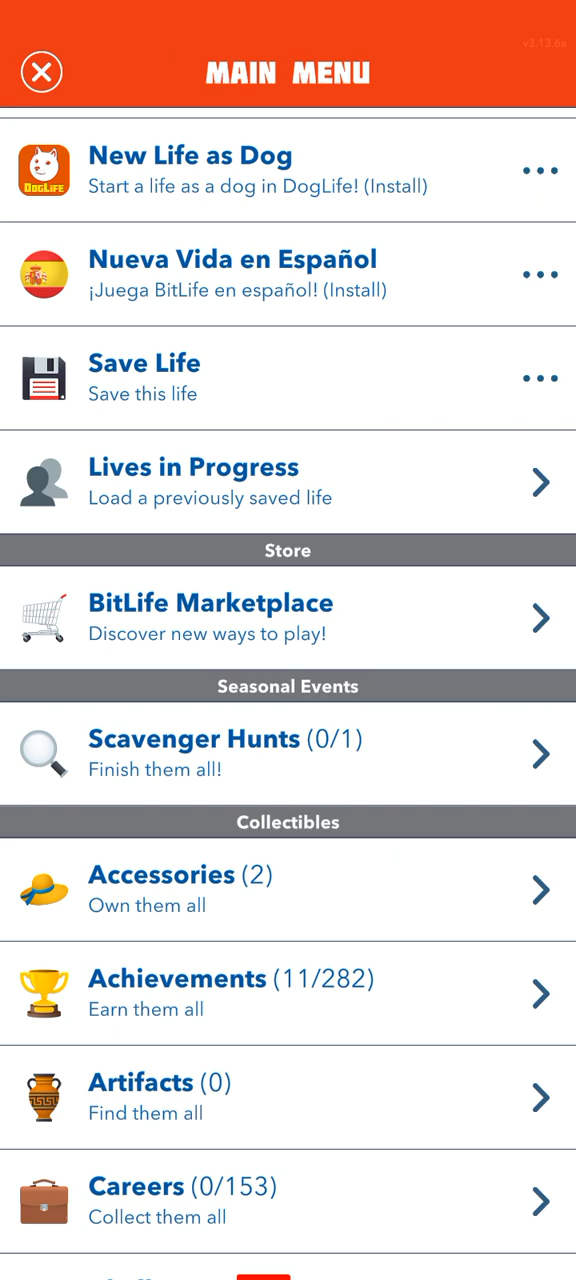 v3.13.6a
MAIN MENU
New Life as Dog
DOGLIFE
Start a life as a dog in DogLife! (Install)
Nueva Vida en Español
¡Juega BitLife en español! (Install)
Save Life
Save this life
Lives in Progress
Load a previously saved life
Store
BitLife Marketplace
Discover new ways to play!
Seasonal Events
Scavenger Hunts (0/1)
Finish them all!
Collectibles
Accessories (2)
Own them all
Achievements (11/282)
Earn them all
Artifacts (0)
Find them all
Careers (0/153)
Collect them all